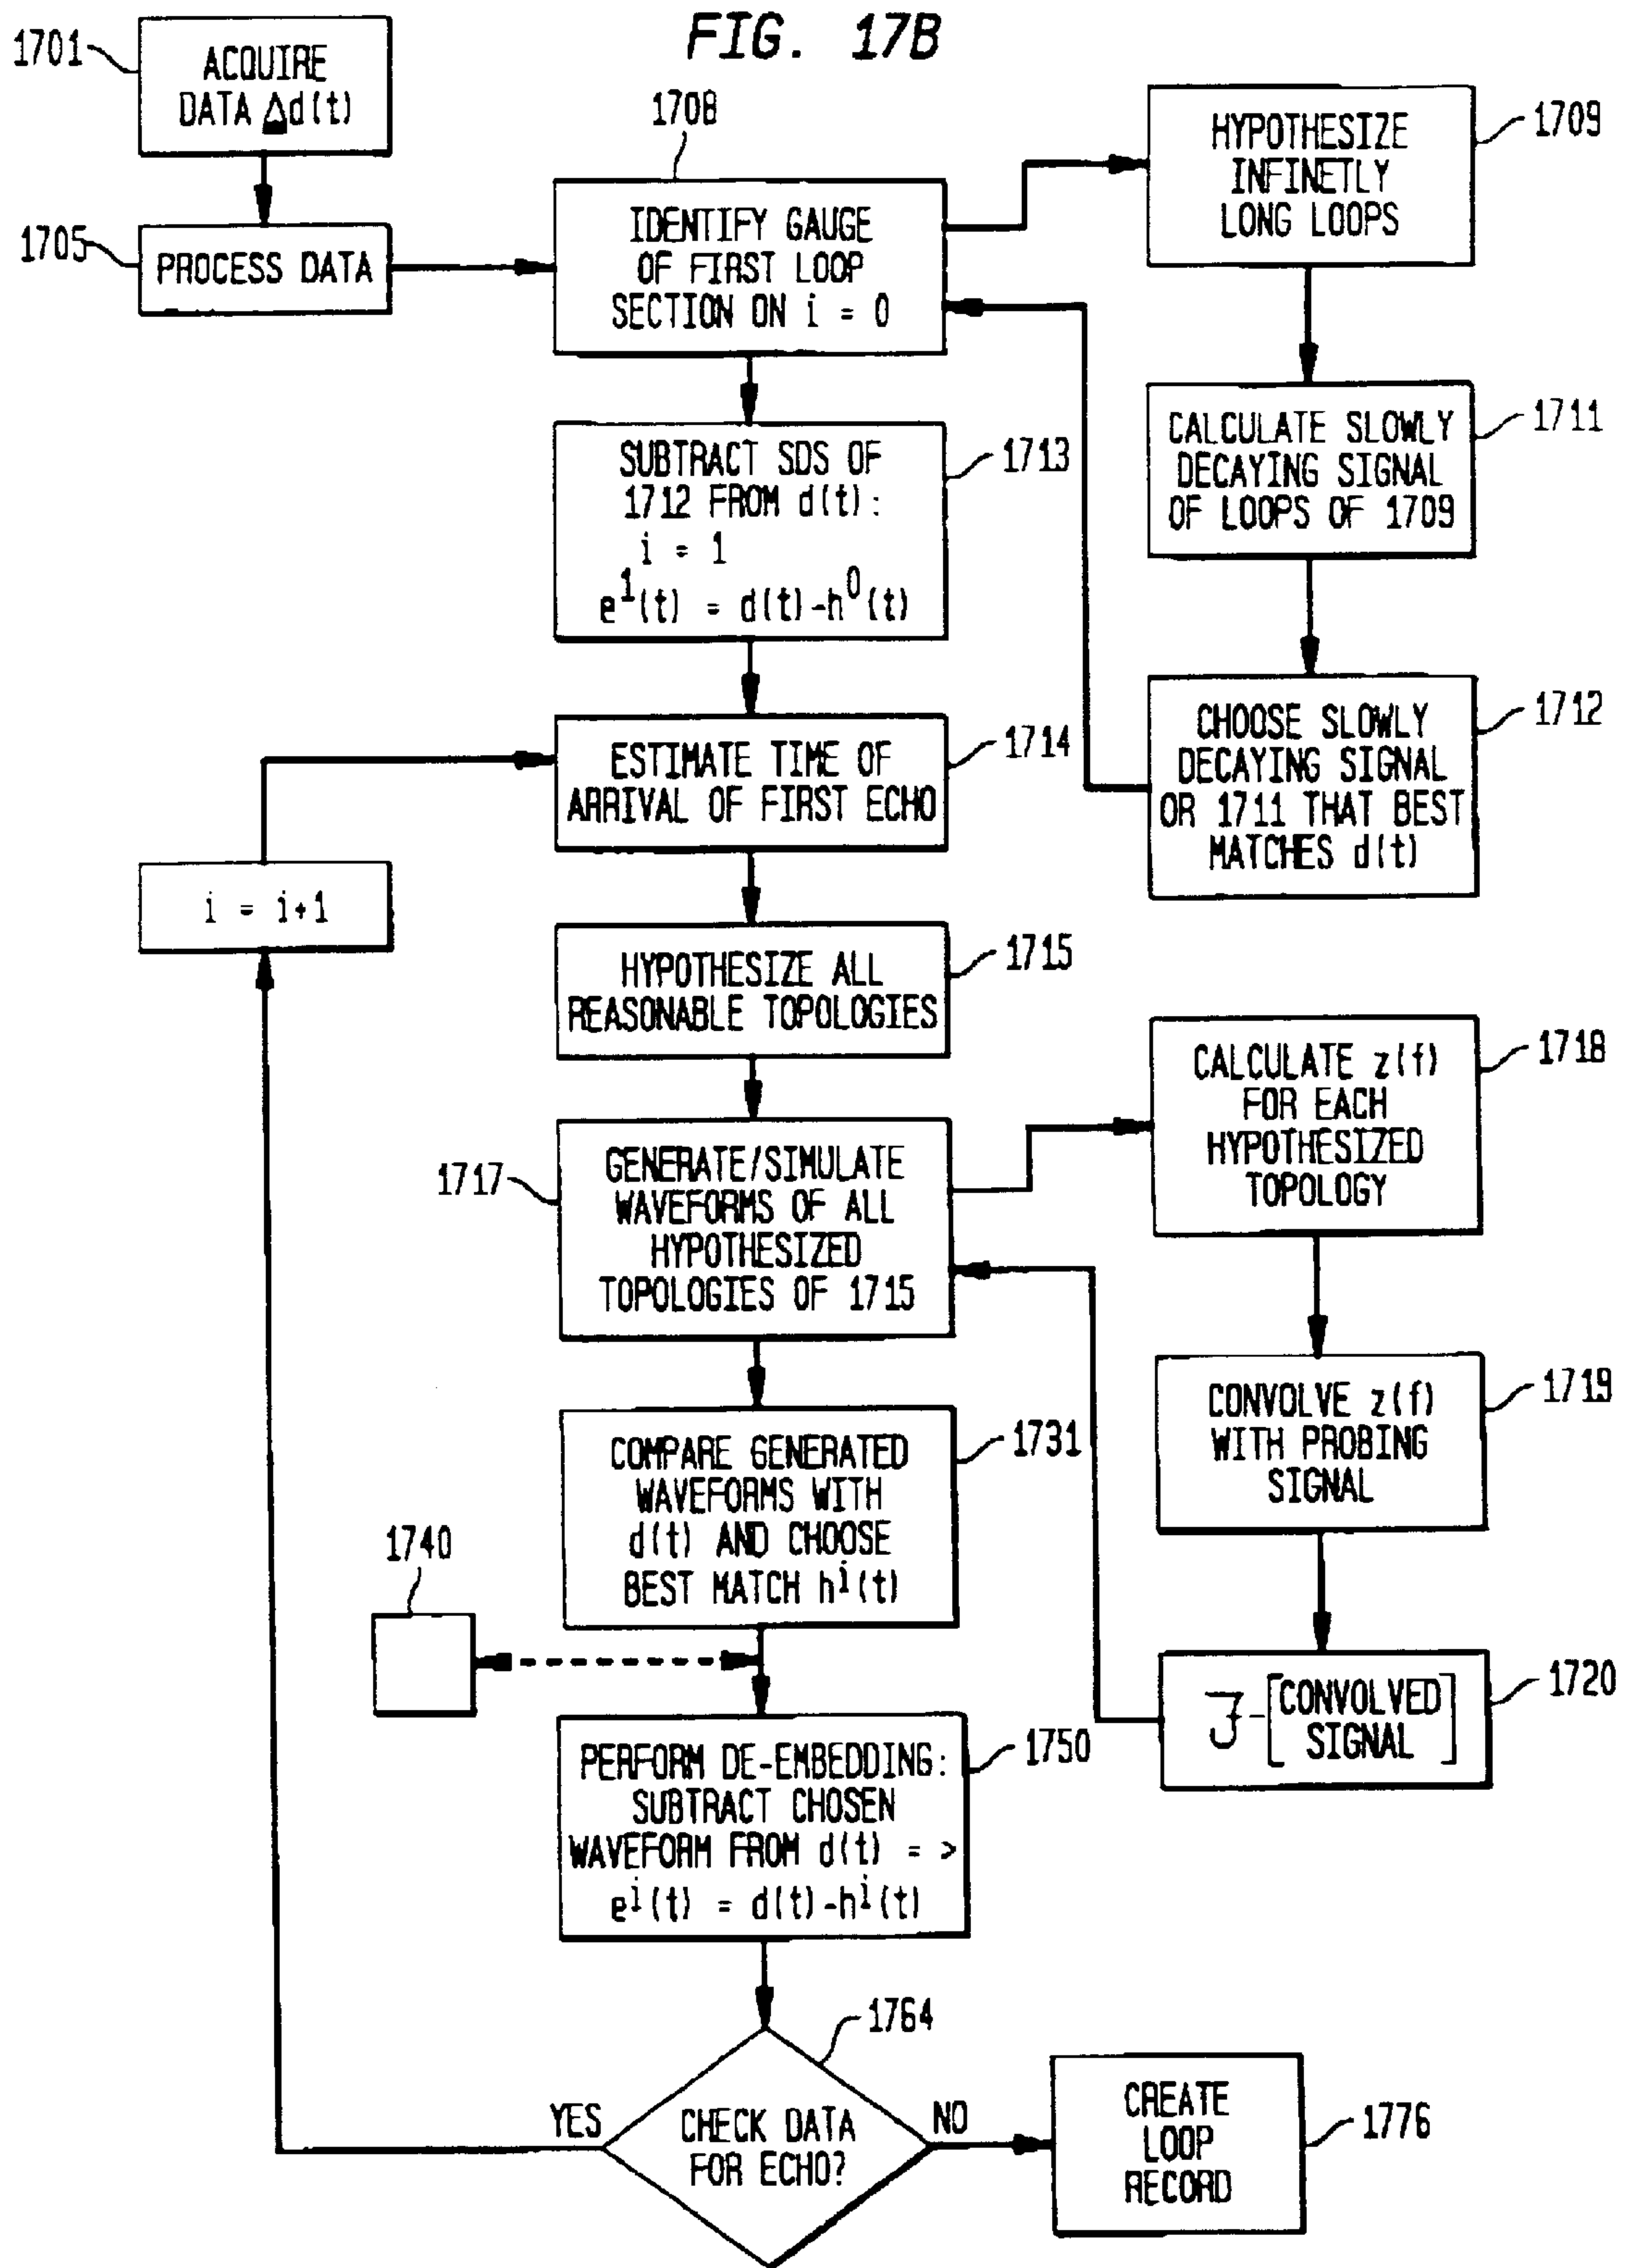 FIG. 17B
1701
ACQUIRE
DATA Δd(t)
1705
PROCESS DATA
1708
IDENTIFY GAUGE
OF FIRST LOOP
SECTION ON i = 0
1709
HYPOTHESIZE
INFINETLY
LONG LOOPS
1711
CALCULATE SLOWLY
DECAYING SIGNAL
OF LOOPS OF 1709
1712
CHOOSE SLOWLY
DECAYING SIGNAL
OR 1711 THAT BEST
MATCHES d(t)
1713
SUBTRACT SDS OF
1712 FROM d(t):
i = 1
e¹(t) = d(t)-h⁰(t)
1714
ESTIMATE TIME OF
ARRIVAL OF FIRST ECHO
i = i+1
1715
HYPOTHESIZE ALL
REASONABLE TOPOLOGIES
1717
GENERATE/SIMULATE
WAVEFORMS OF ALL
HYPOTHESIZED
TOPOLOGIES OF 1715
1718
CALCULATE z(f)
FOR EACH
HYPOTHESIZED
TOPOLOGY
1719
CONVOLVE z(f)
WITH PROBING
SIGNAL
1720
[CONVOLVED
SIGNAL]
1731
COMPARE GENERATED
WAVEFORMS WITH
d(t) AND CHOOSE
BEST MATCH hⁱ(t)
1740
1750
PERFORM DE-EMBEDDING:
SUBTRACT CHOSEN
WAVEFORM FROM d(t) = >
eⁱ(t) = d(t)-hⁱ(t)
1764
CHECK DATA
FOR ECHO?
YES
NO
1776
CREATE
LOOP
RECORD